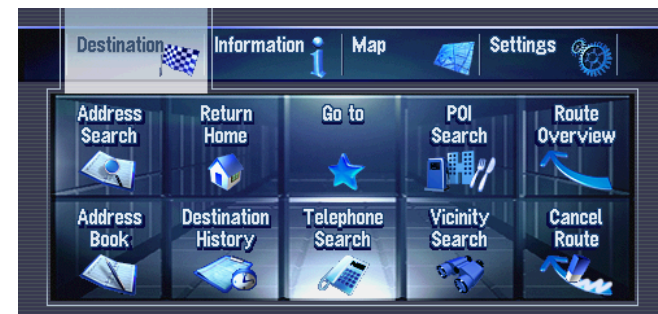 Destination Information Map Settings
Address Return Go to POI Route
Search Home Search Overview
Address Destination Telephone Vicinity Cancel
Book History Search Search Route